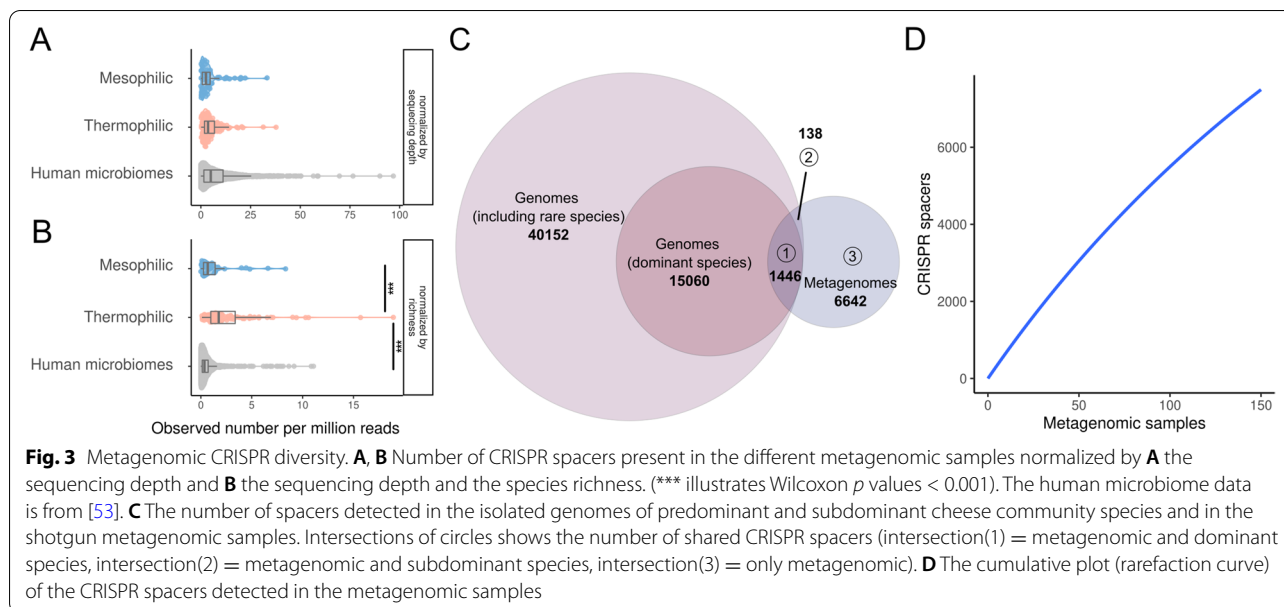 A
Mesophilic
Thermophilic
Human microbiomes
0
25
50
75
100
normalized by
sequecing depth
B
Mesophilic
Thermophilic
Human microbiomes
***
***
0
5
10
15
normalized by
richness
Observed number per million reads
C
Genomes
(including rare species)
40152
Genomes
(dominant species)
15060
138
2
1
1446
3
Metagenomes
6642
D
CRISPR spacers
6000
4000
2000
0
0
50
100
150
Metagenomic samples
Fig. 3 Metagenomic CRISPR diversity. A, B Number of CRISPR spacers present in the different metagenomic samples normalized by A the
sequencing depth and B the sequencing depth and the species richness. (*** illustrates Wilcoxon p values < 0.001). The human microbiome data
is from [53]. C The number of spacers detected in the isolated genomes of predominant and subdominant cheese community species and in the
shotgun metagenomic samples. Intersections of circles shows the number of shared CRISPR spacers (intersection(1) = metagenomic and dominant
species, intersection(2) = metagenomic and subdominant species, intersection(3) = only metagenomic). D The cumulative plot (rarefaction curve)
of the CRISPR spacers detected in the metagenomic samples